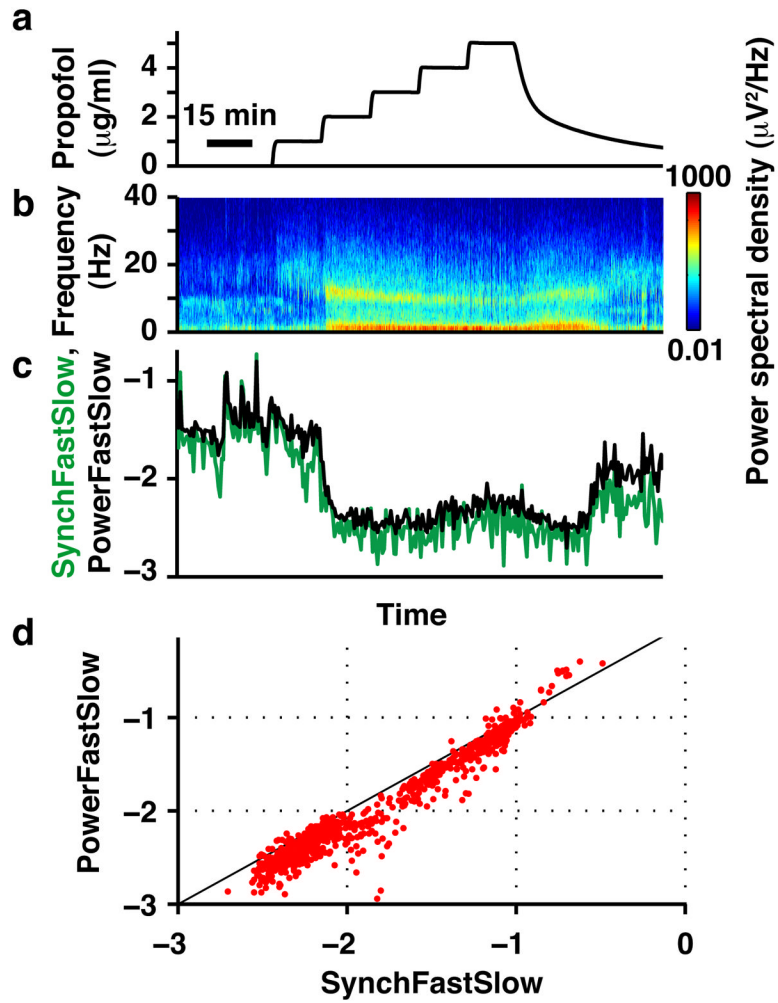 a
Propofol
(μg/ml)
4
2
0
15 min
b
Frequency
(Hz)
40
20
0
1000
0.01
Power spectral density (μV²/Hz)
c
SynchFastSlow,
PowerFastSlow
−1
−2
−3
Time
d
PowerFastSlow
−1
−2
−3
−3
−2
−1
0
SynchFastSlow